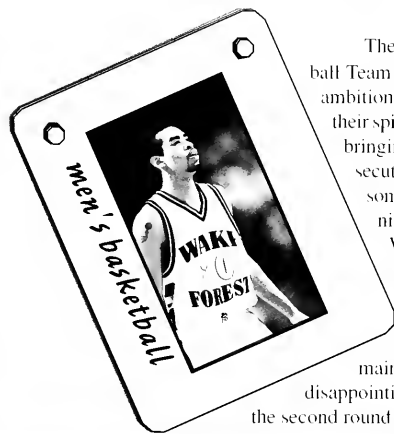 men's basketball
WAKE
FOREST
The
ball Team
ambition
their spi
bringi
secut
son
ni
W
main
disappointi
the second round